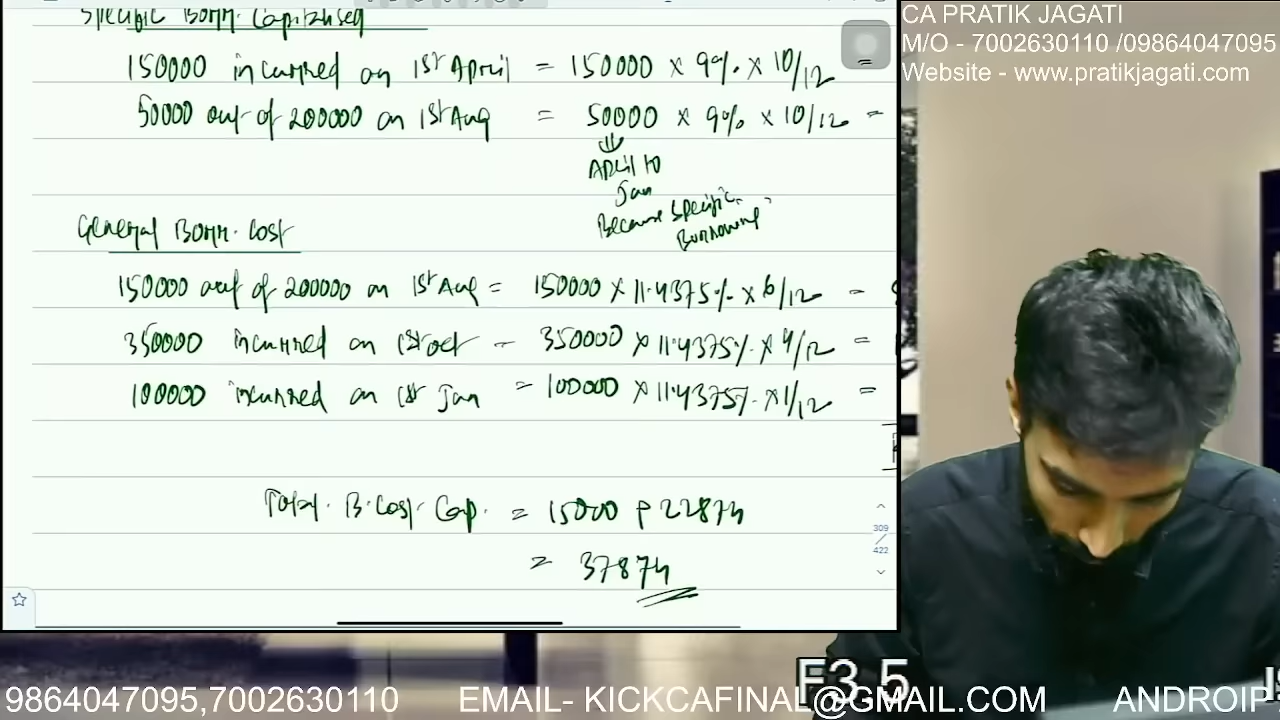 Specific Borr. Capitalised
150000 incurred on 1st April = 150000 × 9% × 10/12 =
50000 out of 200000 on 1st Aug = 50000 × 9% × 10/12 =
April to
Jan
Because Specific
Borrowing
General Borr. Cost
150000 out of 200000 on 1st Aug = 150000 × 11.4375% × 6/12 =
350000 incurred on 1st Oct = 350000 × 11.4375% × 4/12 =
100000 incurred on 1st Jan = 100000 × 11.4375% × 1/12 =
Total B. Cost Cap. = 15000 + 22874
= 37874
309
422
CA PRATIK JAGATI
M/O - 7002630110 /09864047095
Website - www.pratikjagati.com
F3 5
9864047095,7002630110 EMAIL- KICKCAFINAL@GMAIL.COM